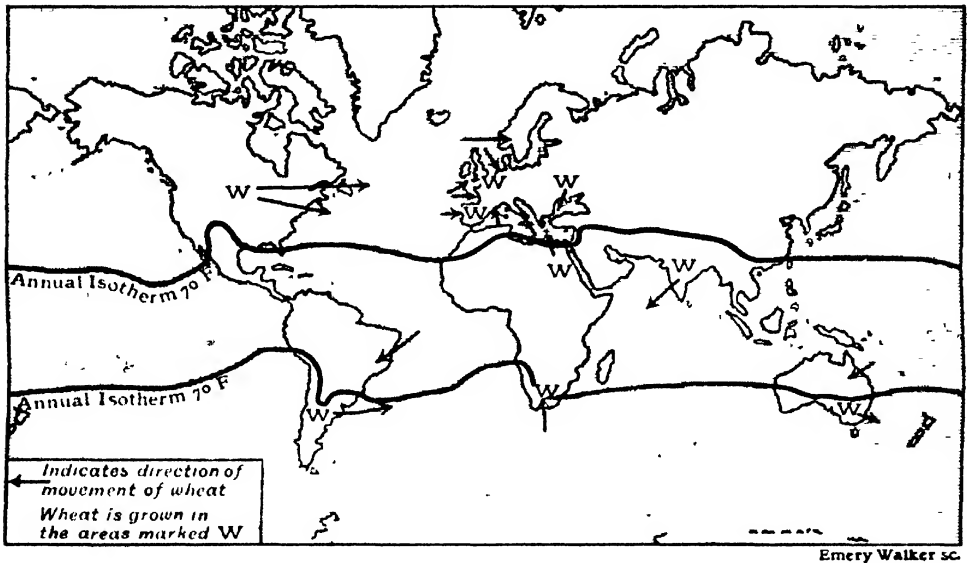 W
W
W
W
Annual Isotherm 70 F
W
W
Annual Isotherm 70 F
W
W
W
Indicates direction of
movement of wheat
Wheat is grown in
the areas marked W
Emery Walker sc.